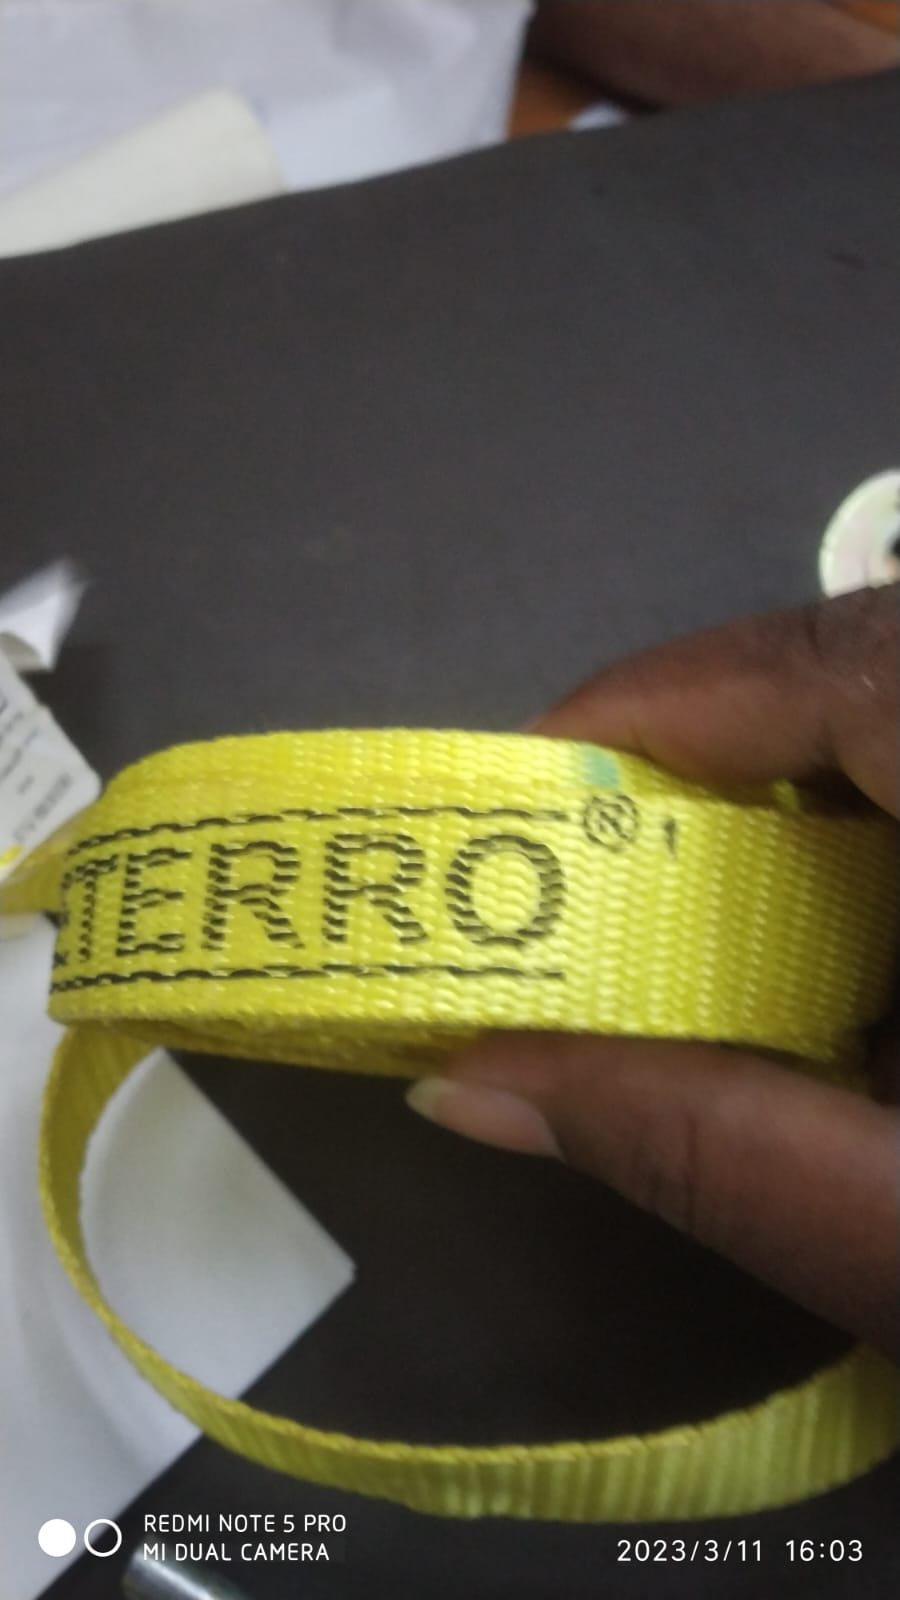 TERRO®
REDMI NOTE 5 PRO
MI DUAL CAMERA
2023/3/11 16:03